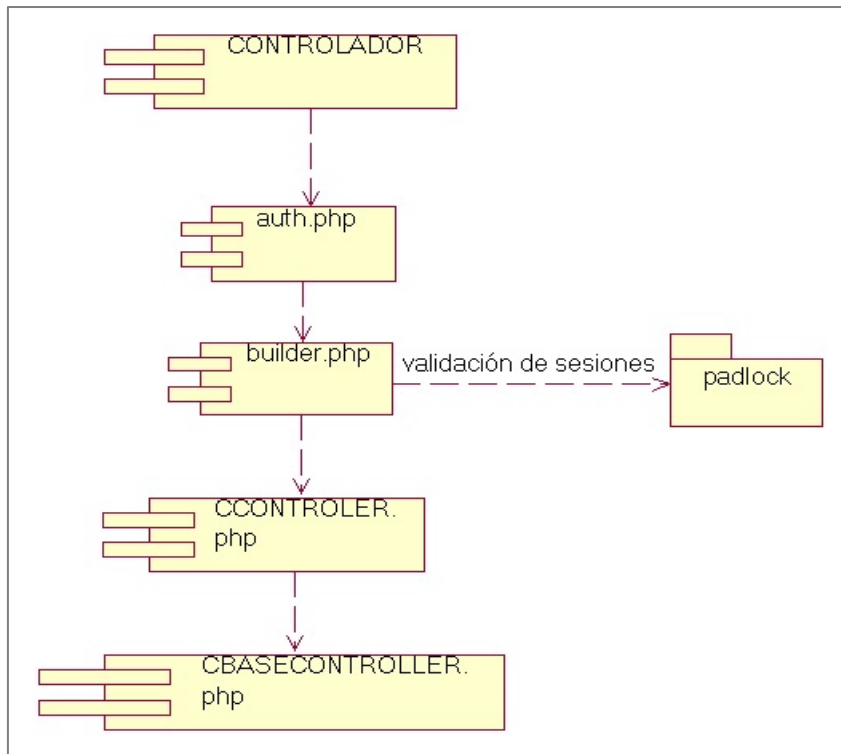 CONTROLADOR
auth.php
builder.php
validación de sesiones
padlock
CCONTROLER.
php
CBASECONTROLLER.
php